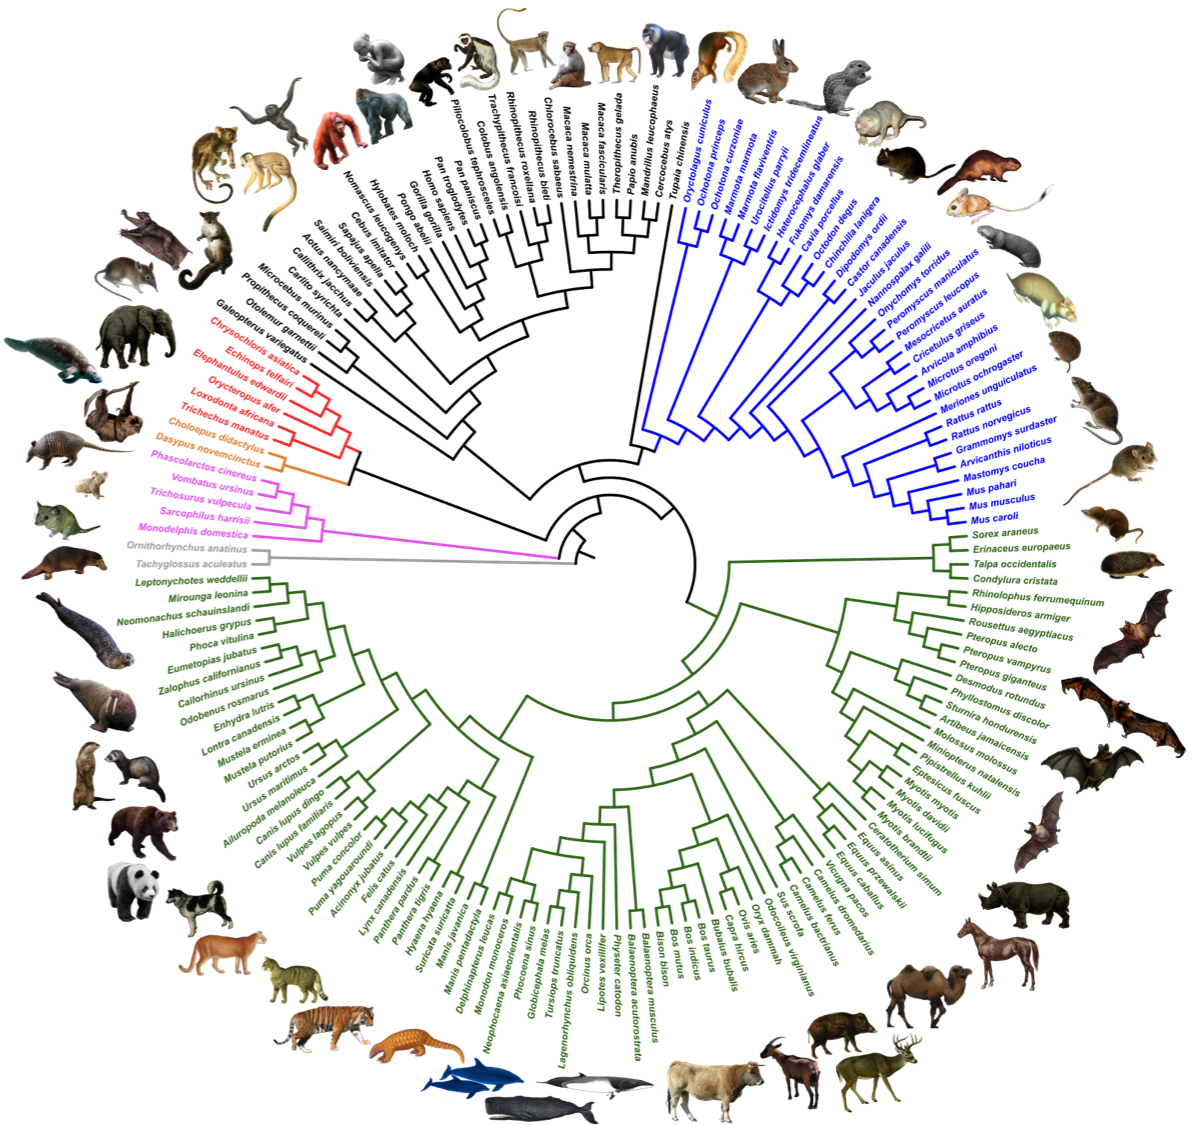 Piliocolobus tephrosceles
Colobus angolensis
Trachypithecus francoisi
Rhinopithecus roxellana
Rhinopithecus bieti
Chlorocebus sabaeus
Macaca nemestrina
Macaca mulatta
Macaca fascicularis
Theropithecus gelada
Papio anubis
Mandrillus leucophaeus
Cercocebus atys
Tupaia chinensis
Oryctolagus cuniculus
Ochotona princeps
Ochotona curzoniae
Marmota marmota
Marmota flaviventris
Urocitellus parryii
Ictidomys tridecemlineatus
Heterocephalus glaber
Fukomys damarensis
Cavia porcellus
Octodon degus
Chinchilla lanigera
Dipodomys ordii
Castor canadensis
Jaculus jaculus
Nannospalax galili
Onychomys torridus
Peromyscus maniculatus
Peromyscus leucopus
Mesocricetus auratus
Cricetulus griseus
Arvicola amphibius
Microtus oregoni
Microtus ochrogaster
Meriones unguiculatus
Rattus rattus
Rattus norvegicus
Grammomys surdaster
Arvicanthis niloticus
Mastomys coucha
Mus pahari
Mus musculus
Mus caroli
Sorex araneus
Erinaceus europaeus
Talpa occidentalis
Condylura cristata
Rhinolophus ferrumequinum
Hipposideros armiger
Rousettus aegyptiacus
Pteropus alecto
Pteropus vampyrus
Pteropus giganteus
Desmodus rotundus
Phyllostomus discolor
Sturnira hondurensis
Artibeus jamaicensis
Molossus molossus
Miniopterus natalensis
Pipistrellus kuhlii
Eptesicus fuscus
Myotis myotis
Myotis davidii
Myotis lucifugus
Myotis brandtii
Ceratotherium simum
Equus asinus
Equus przewalskii
Equus caballus
Vicugna pacos
Camelus dromedarius
Camelus ferus
Camelus bactrianus
Sus scrofa
Odocoileus virginianus
Oryx dammah
Ovis aries
Capra hircus
Bubalus bubalis
Bos taurus
Bos indicus
Bos mutus
Bison bison
Balaenoptera musculus
Balaenoptera acutorostrata
Physeter catodon
Lipotes vexillifer
Orcinus orca
Lagenorhynchus obliquidens
Tursiops truncatus
Globicephala melas
Phocoena sinus
Neophocaena asiaeorientalis
Monodon monoceros
Delphinapterus leucas
Manis pentadactyla
Manis javanica
Suricata suricatta
Hyaena hyaena
Panthera tigris
Panthera pardus
Lynx canadensis
Felis catus
Acinonyx jubatus
Puma yagouaroundi
Puma concolor
Vulpes vulpes
Vulpes lagopus
Canis lupus familiaris
Canis lupus dingo
Ailuropoda melanoleuca
Ursus maritimus
Ursus arctos
Mustela putorius
Mustela erminea
Lontra canadensis
Enhydra lutris
Odobenus rosmarus
Callorhinus ursinus
Zalophus californianus
Eumetopias jubatus
Phoca vitulina
Halichoerus grypus
Neomonachus schauinslandi
Mirounga leonina
Leptonychotes weddellii
Tachyglossus aculeatus
Ornithorhynchus anatinus
Monodelphis domestica
Sarcophilus harrisii
Trichosurus vulpecula
Vombatus ursinus
Phascolarctos cinereus
Dasypus novemcinctus
Choloepus didactylus
Trichechus manatus
Loxodonta africana
Orycteropus afer
Elephantulus edwardii
Echinops telfairi
Chrysochloris asiatica
Galeopterus variegatus
Otolemur garnettii
Propithecus coquereli
Microcebus murinus
Carlito syrichta
Callithrix jacchus
Aotus nancymaae
Saimiri boliviensis
Sapajus apella
Cebus imitator
Nomascus leucogenys
Hylobates moloch
Pongo abelii
Gorilla gorilla
Homo sapiens
Pan troglodytes
Pan paniscus